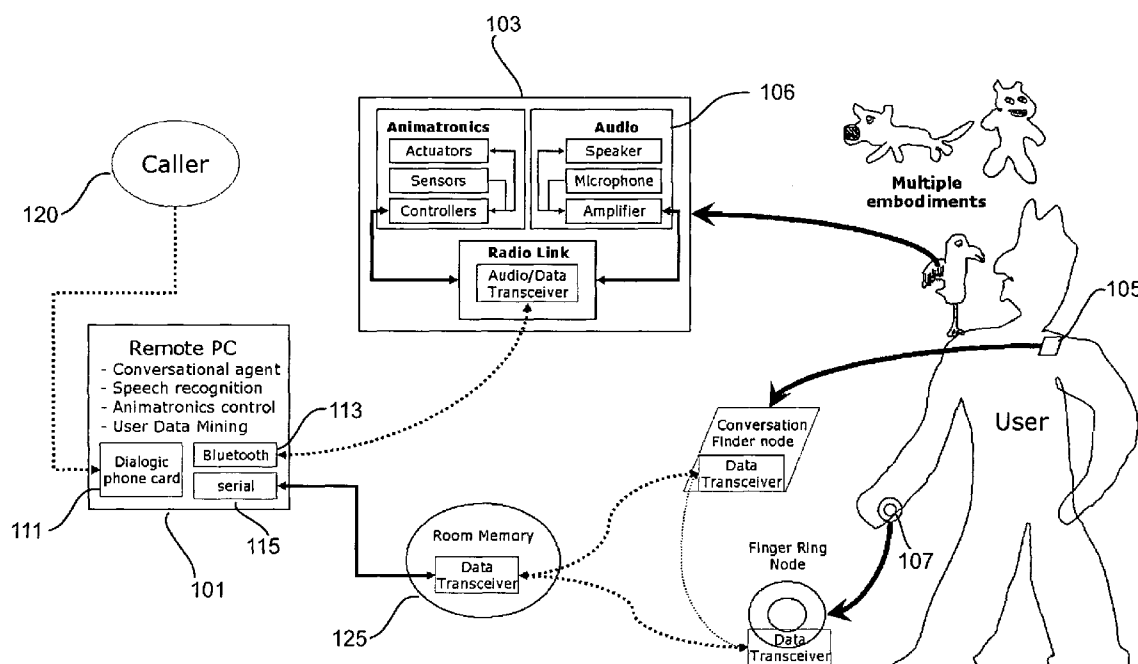 103
106
Animatronics
Actuators
Sensors
Controllers
Audio
Speaker
Microphone
Amplifier
Radio Link
Audio/Data
Transceiver
Caller
120
Multiple
embodiments
105
Remote PC
- Conversational agent
- Speech recognition
- Animatronics control
- User Data Mining
Dialogic
phone card
Bluetooth
serial
113
111
115
101
Conversation
Finder node
Data
Transceiver
User
Room Memory
Data
Transceiver
125
107
Finger Ring
Node
Data
Transceiver